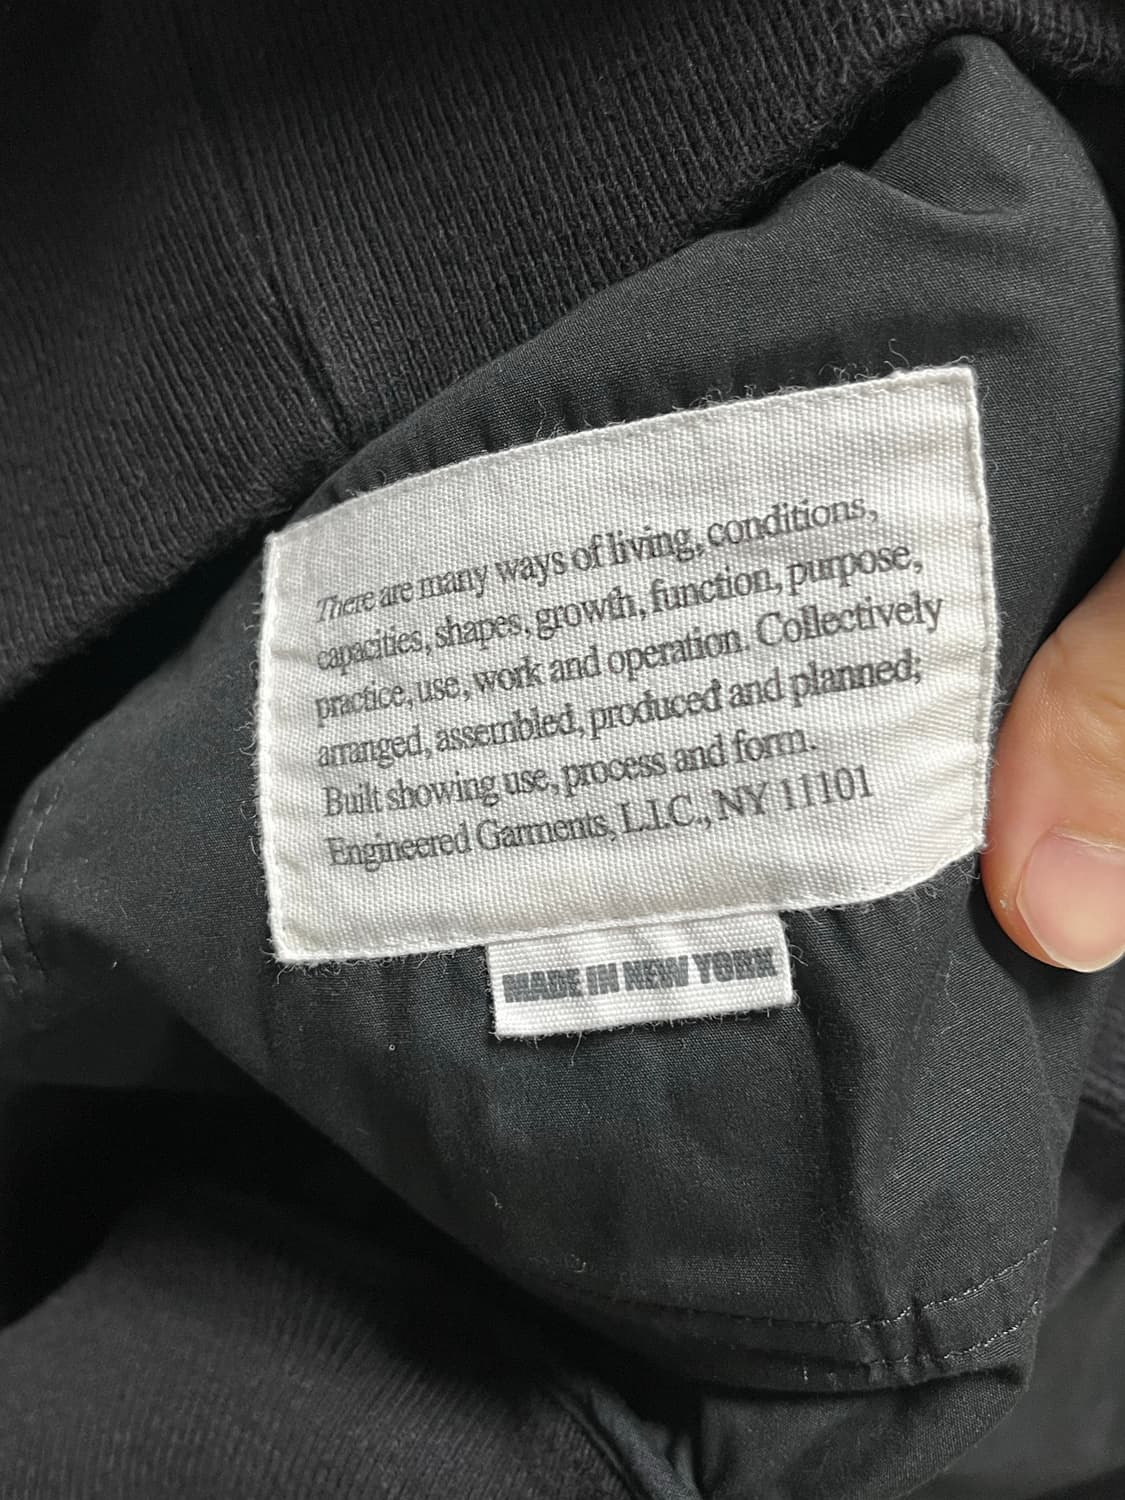 There are many ways of living, conditions,
capacities, shapes, growth, function, purpose,
practice, use, work and operation. Collectively
arranged, assembled, produced and planned;
Built showing use, process and form.
Engineered Garments, L.I.C., NY 11101
MADE IN NEW YORK